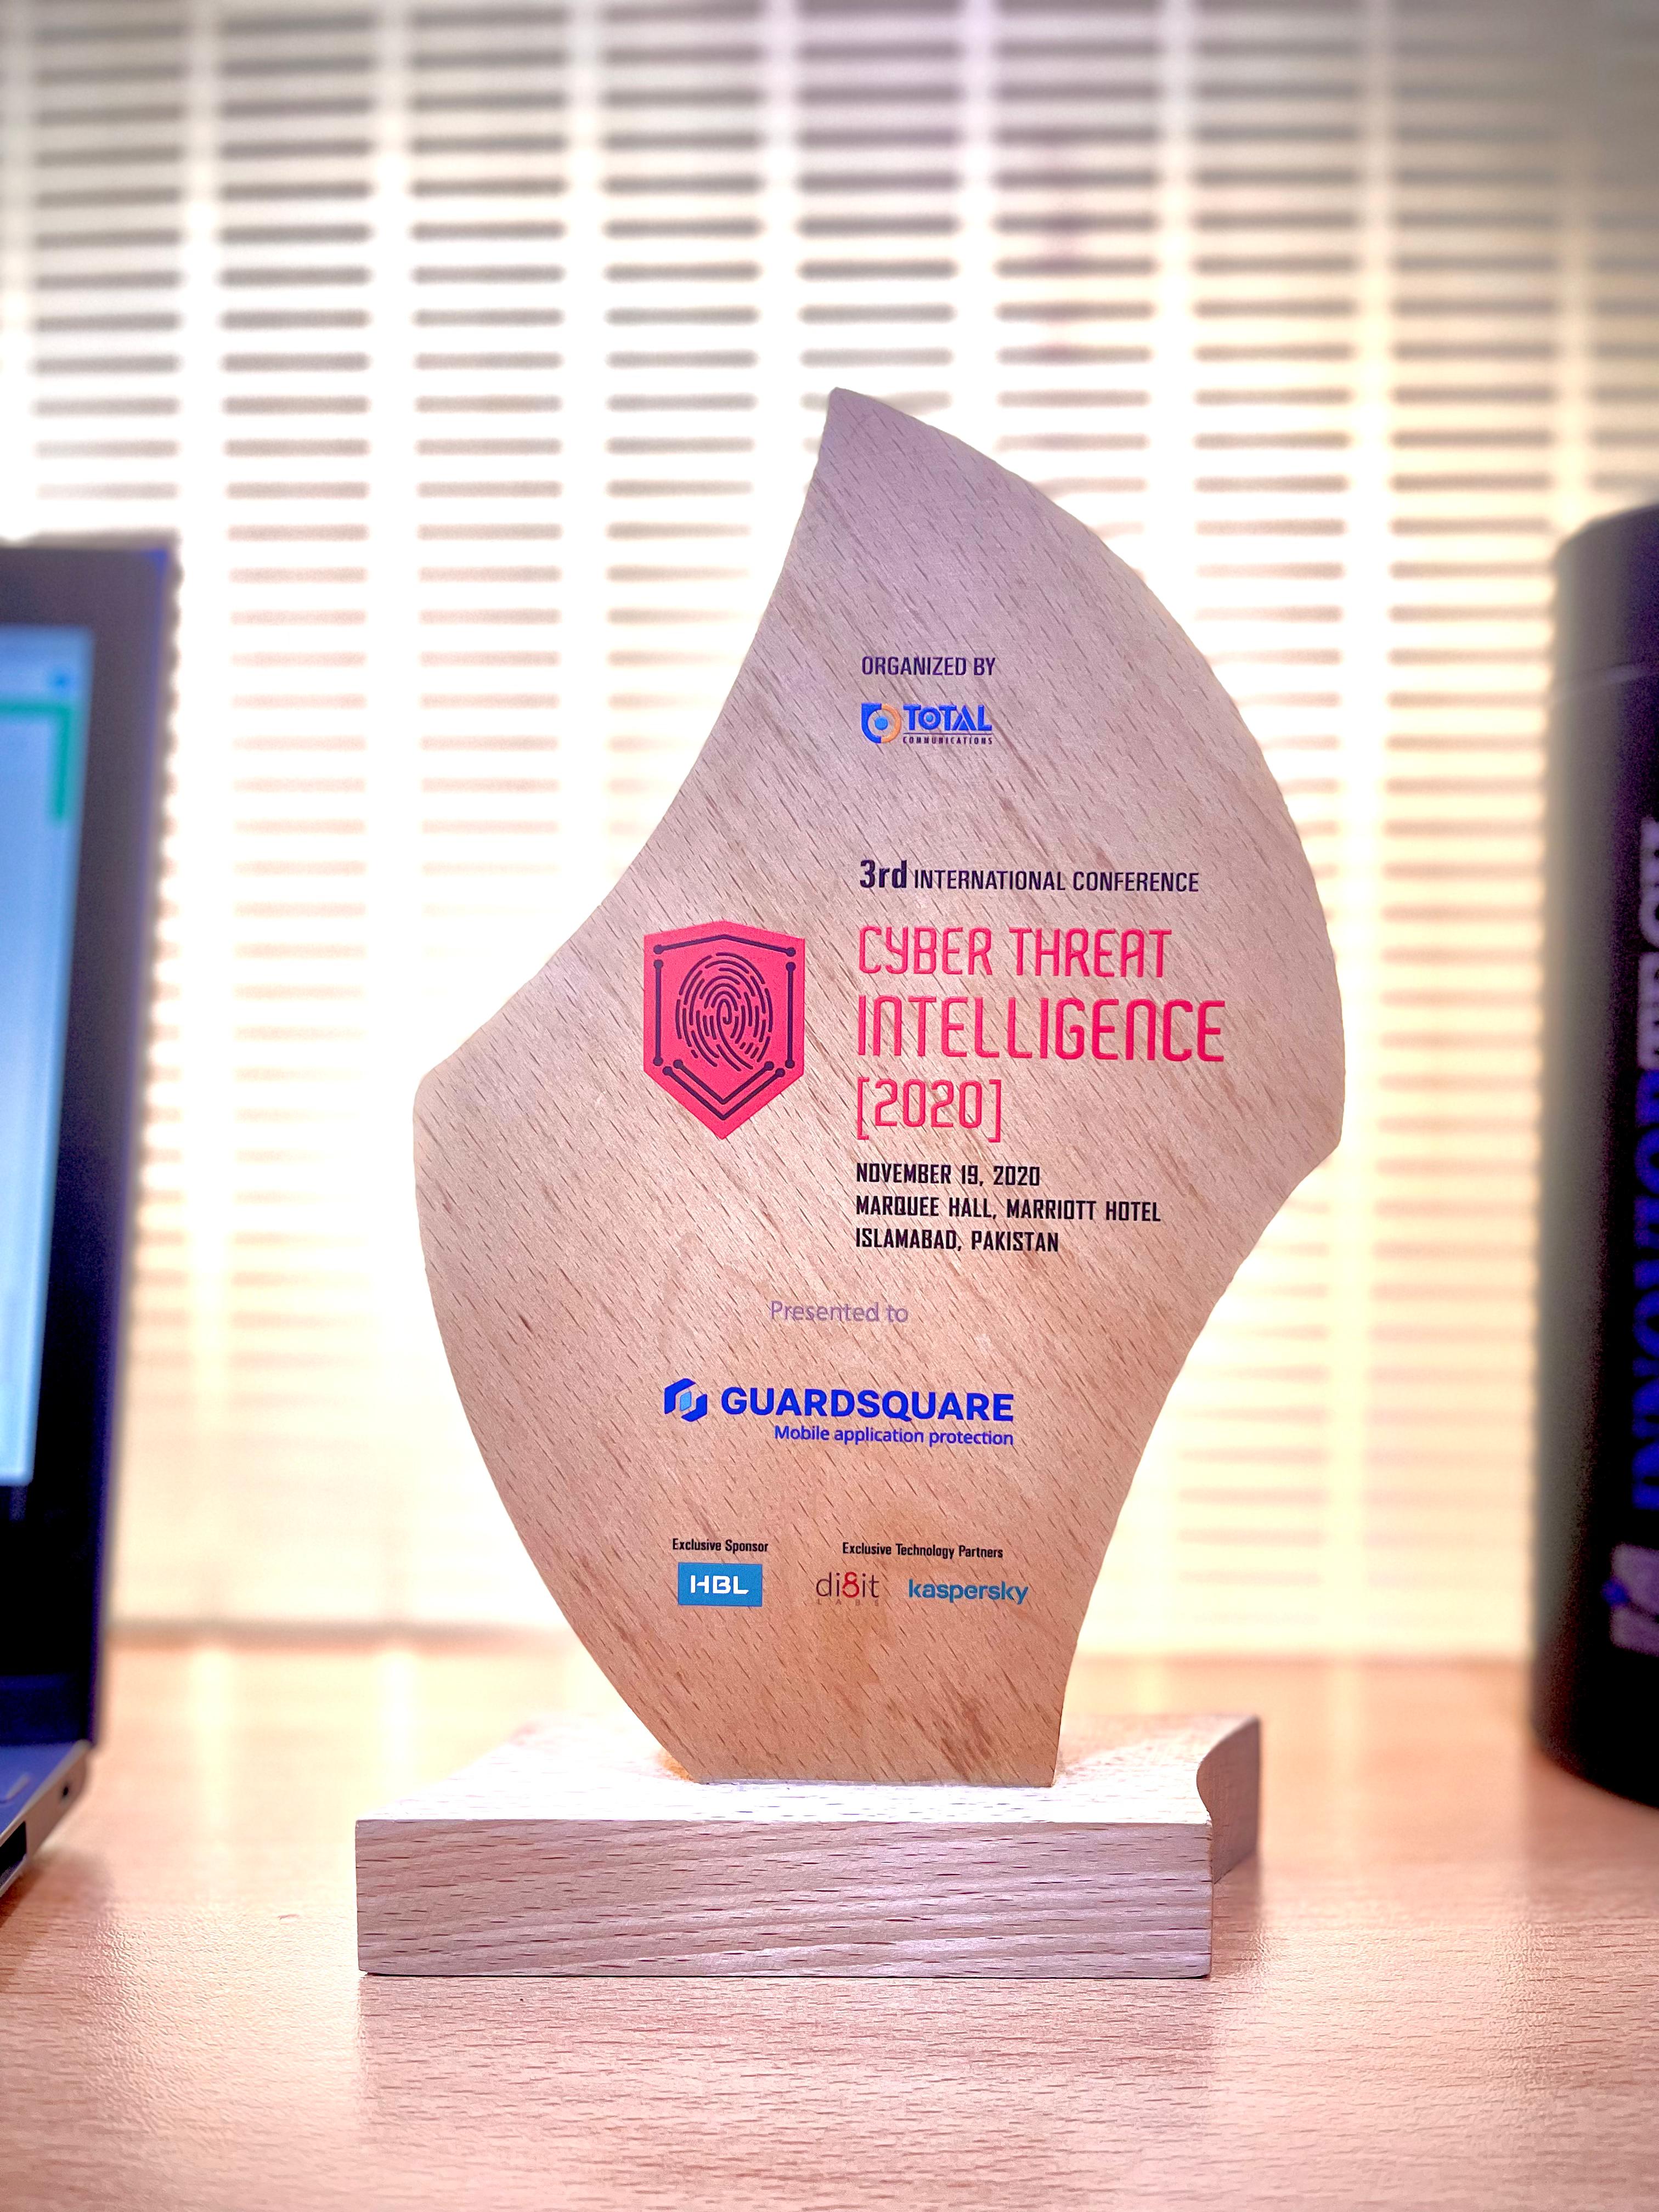 ORGANIZED BY
TOTAL
COMMUNICATIONS
3rd INTERNATIONAL CONFERENCE
CYBER THREAT
INTELLIGENCE
[2020]
NOVEMBER 19, 2020
MARQUEE HALL, MARRIOTT HOTEL
ISLAMABAD, PAKISTAN
Presented to
GUARDSQUARE
Mobile application protection
Exclusive Sponsor
HBL
Exclusive Technology Partners
di8it
LABS
kaspersky